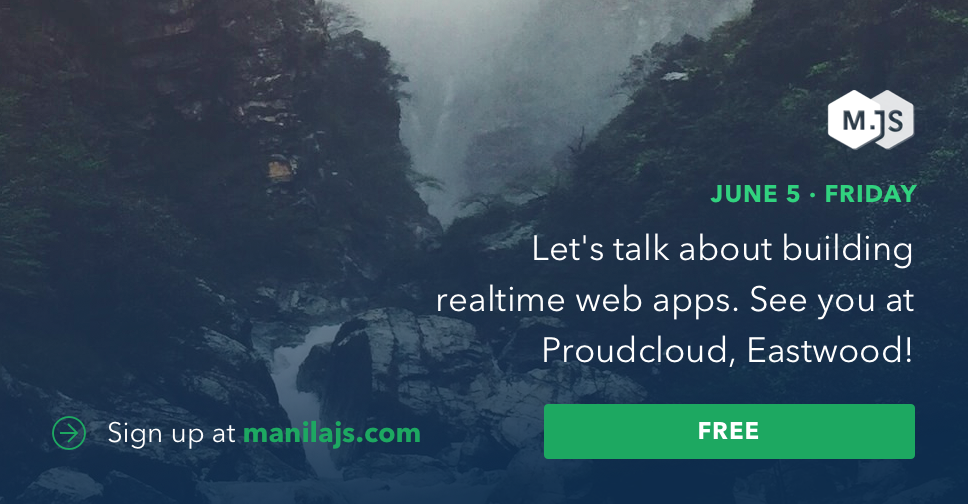 M.JS
JUNE 5 · FRIDAY
Let's talk about building
realtime web apps. See you at
Proudcloud, Eastwood!
Sign up at manilajs.com
FREE